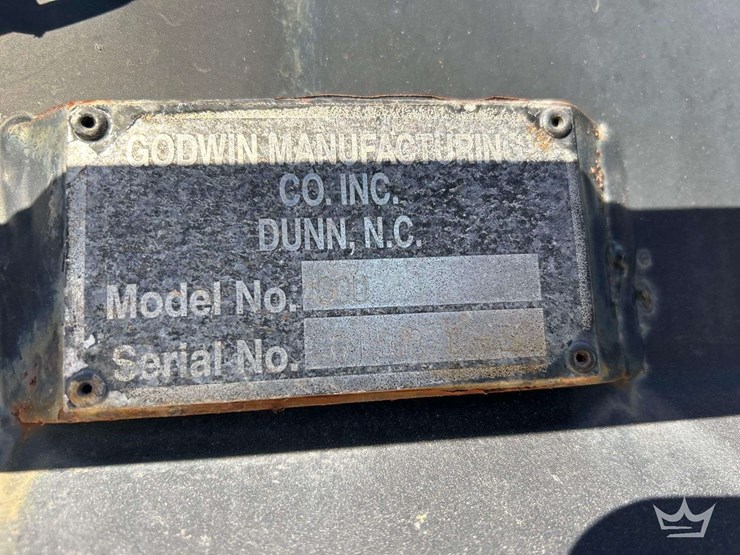 GODWIN MANUFACTURING
CO. INC.
DUNN, N.C.
Model No.
Serial No.